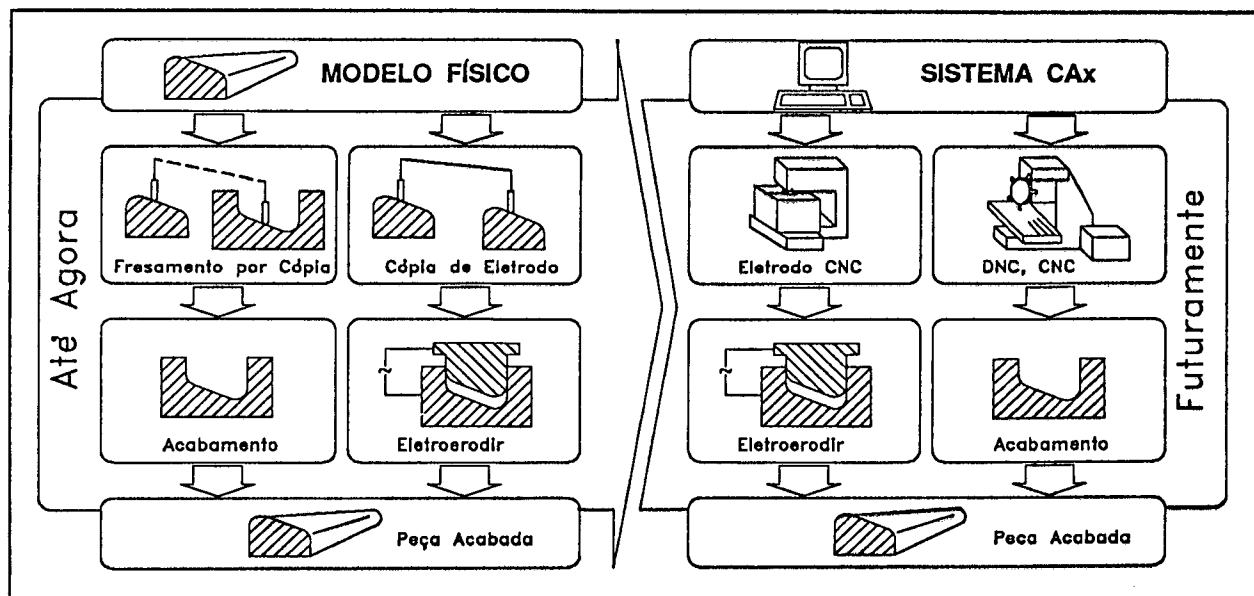 MODELO FÍSICO
Até Agora
Fresamento por Cópia
Cópia de Eletrodo
Acabamento
~
Eletroerodir
Peça Acabada
SISTEMA CAx
Futuramente
Eletrodo CNC
DNC, CNC
~
Eletroerodir
Acabamento
Peca Acabada